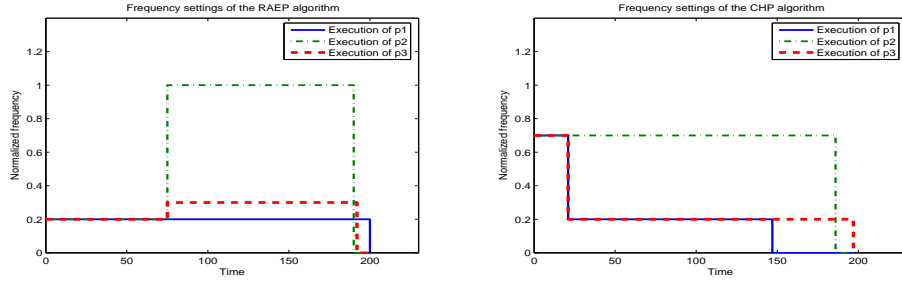 Frequency settings of the RAEP algorithm
Execution of p1
Execution of p2
Execution of p3
Normalized frequency
1.2
1
0.8
0.6
0.4
0.2
0
0
50
100
150
200
Time
Frequency settings of the CHP algorithm
Execution of p1
Execution of p2
Execution of p3
Normalized frequency
1.2
1
0.8
0.6
0.4
0.2
0
0
50
100
150
200
Time